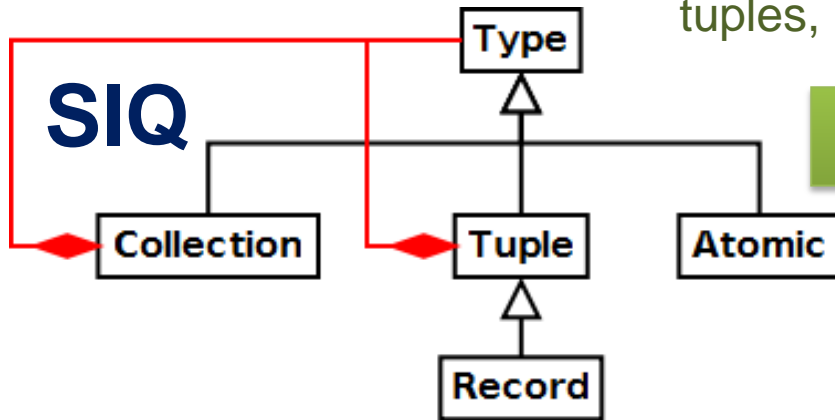 tuples,
Type
SIQ
Collection
Tuple
Atomic
Record